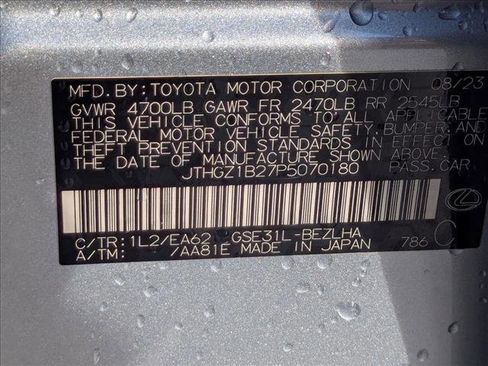 MFD. BY: TOYOTA MOTOR CORPORATION 08/23
GVWR 4700LB GAWR FR 2470LB RR 2545LB
THIS VEHICLE CONFORMS TO ALL APPLICABLE
FEDERAL MOTOR VEHICLE SAFETY, BUMPER, AND
THEFT PREVENTION STANDARDS IN EFFECT ON
THE DATE OF MANUFACTURE SHOWN ABOVE.
JTHGZ1B27P5070180 PASS. CAR
C/TR: 1L2/EA62 GSE31L-BEZLHA
A/TM: /AA81E MADE IN JAPAN 786 C